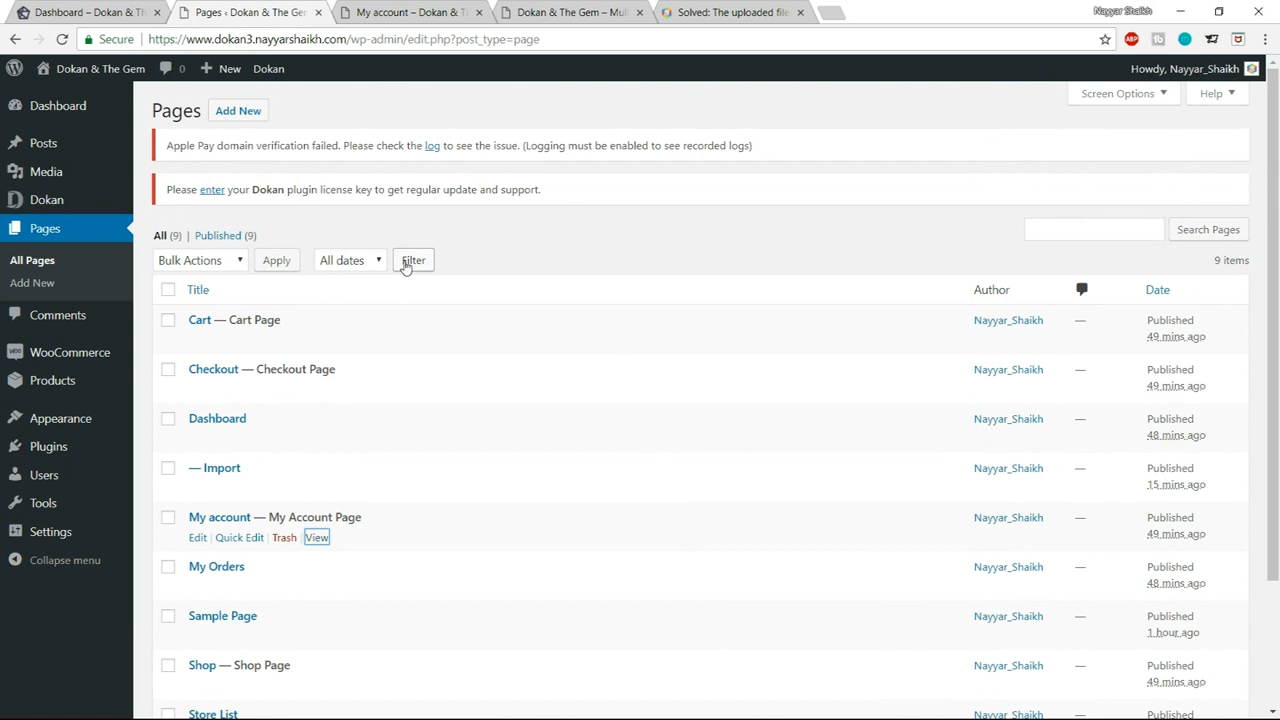 Dashboard – Dokan & The
Pages ‹ Dokan & The Ge
My account – Dokan & T
Dokan & The Gem – Mult
Solved: The uploaded file
Nayyar Shaikh
Secure
https://www.dokan3.nayyarshaikh.com/wp-admin/edit.php?post_type=page
ABP
Dokan & The Gem
0
New
Dokan
Howdy, Nayyar_Shaikh
Dashboard
Posts
Media
Dokan
Pages
All Pages
Add New
Comments
WooCommerce
Products
Appearance
Plugins
Users
Tools
Settings
Collapse menu
Screen Options
Help
Pages
Add New
Apple Pay domain verification failed. Please check the log to see the issue. (Logging must be enabled to see recorded logs)
Please enter your Dokan plugin license key to get regular update and support.
All (9) | Published (9)
Search Pages
Bulk Actions
Apply
All dates
Filter
9 items
Title
Author
Date
Cart — Cart Page
Nayyar_Shaikh
—
Published
49 mins ago
Checkout — Checkout Page
Nayyar_Shaikh
—
Published
49 mins ago
Dashboard
Nayyar_Shaikh
—
Published
48 mins ago
— Import
Nayyar_Shaikh
—
Published
15 mins ago
My account — My Account Page
Edit | Quick Edit | Trash | View
Nayyar_Shaikh
—
Published
49 mins ago
My Orders
Nayyar_Shaikh
—
Published
48 mins ago
Sample Page
Nayyar_Shaikh
—
Published
1 hour ago
Shop — Shop Page
Nayyar_Shaikh
—
Published
49 mins ago
Store List
Nayyar_Shaikh
—
Published